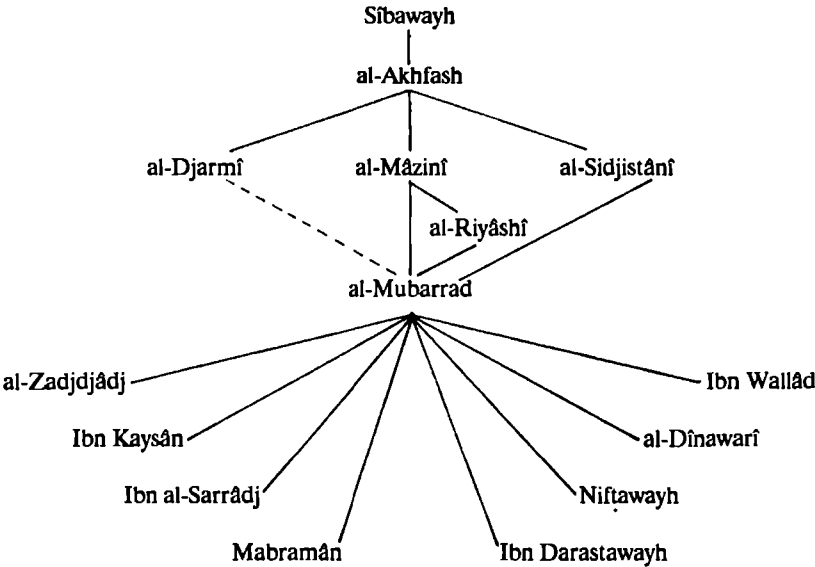 Sîbawayh
al-Akhfash
al-Djarmî al-Mâzinî al-Sidjistânî
al-Riyâshî
al-Mubarrad
al-Zadjdjâdj Ibn Wallâd
Ibn Kaysân al-Dînawarî
Ibn al-Sarrâdj Nifṭawayh
Mabramân Ibn Darastawayh